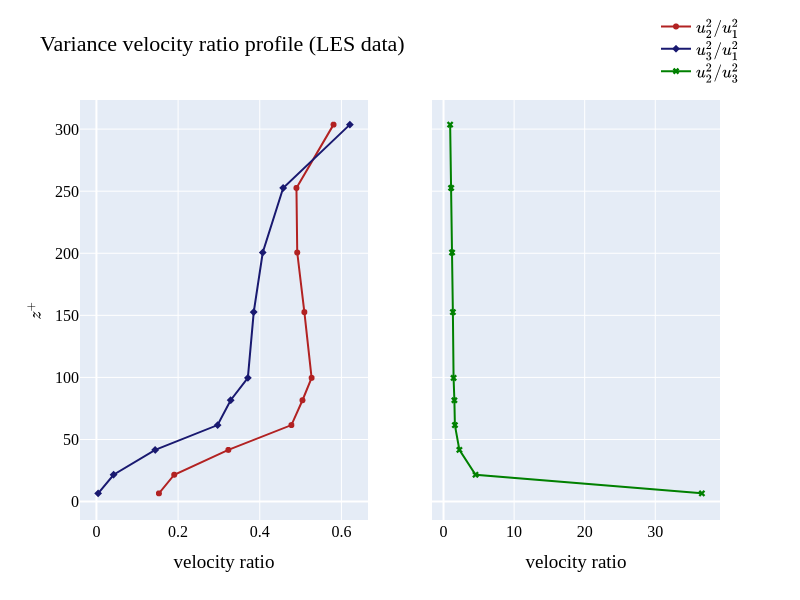 Variance velocity ratio profile (LES data)
u₂²/u₁²
u₃²/u₁²
u₂²/u₃²
300
250
200
150
100
50
0
z⁺
0 0.2 0.4 0.6
0 10 20 30
velocity ratio
velocity ratio